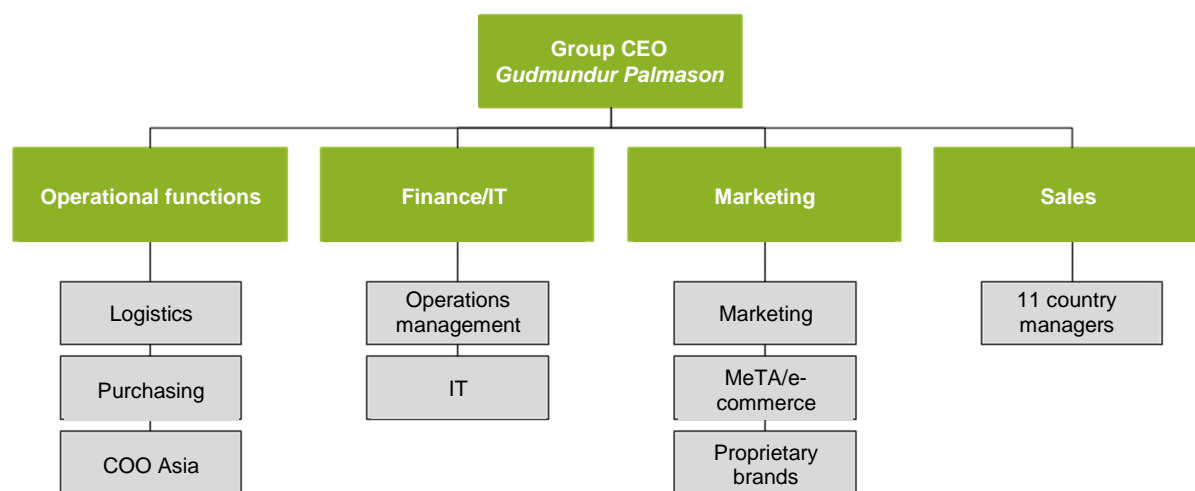 Group CEO
Gudmundur Palmason
Operational functions
Finance/IT
Marketing
Sales
Logistics
Purchasing
COO Asia
Operations
management
IT
Marketing
MeTA/e-
commerce
Proprietary
brands
11 country
managers